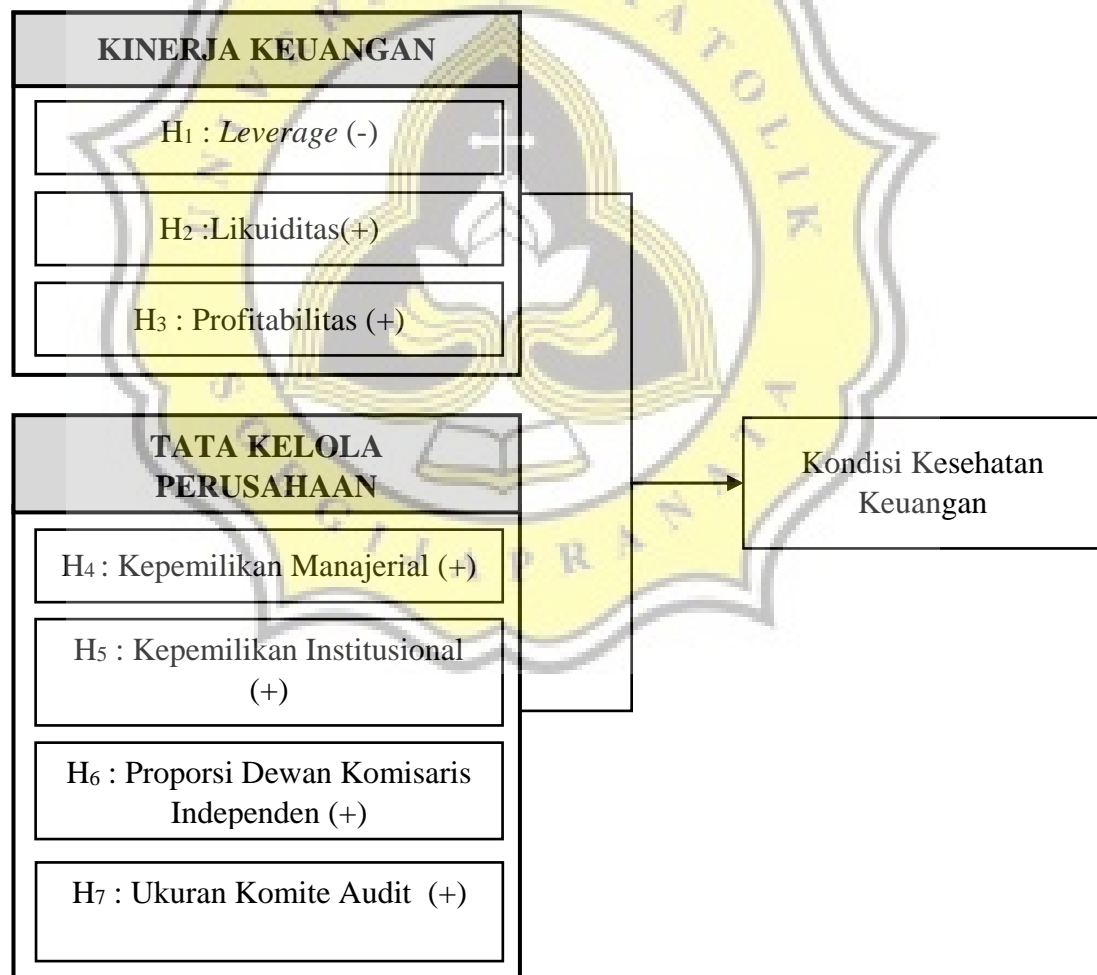 KINERJA KEUANGAN
H1 : Leverage (-)
H2 :Likuiditas(+)
H3 : Profitabilitas (+)
TATA KELOLA
PERUSAHAAN
H4 : Kepemilikan Manajerial (+)
H5 : Kepemilikan Institusional
(+)
H6 : Proporsi Dewan Komisaris
Independen (+)
H7 : Ukuran Komite Audit (+)
Kondisi Kesehatan
Keuangan
SOEGIJAPRANATA